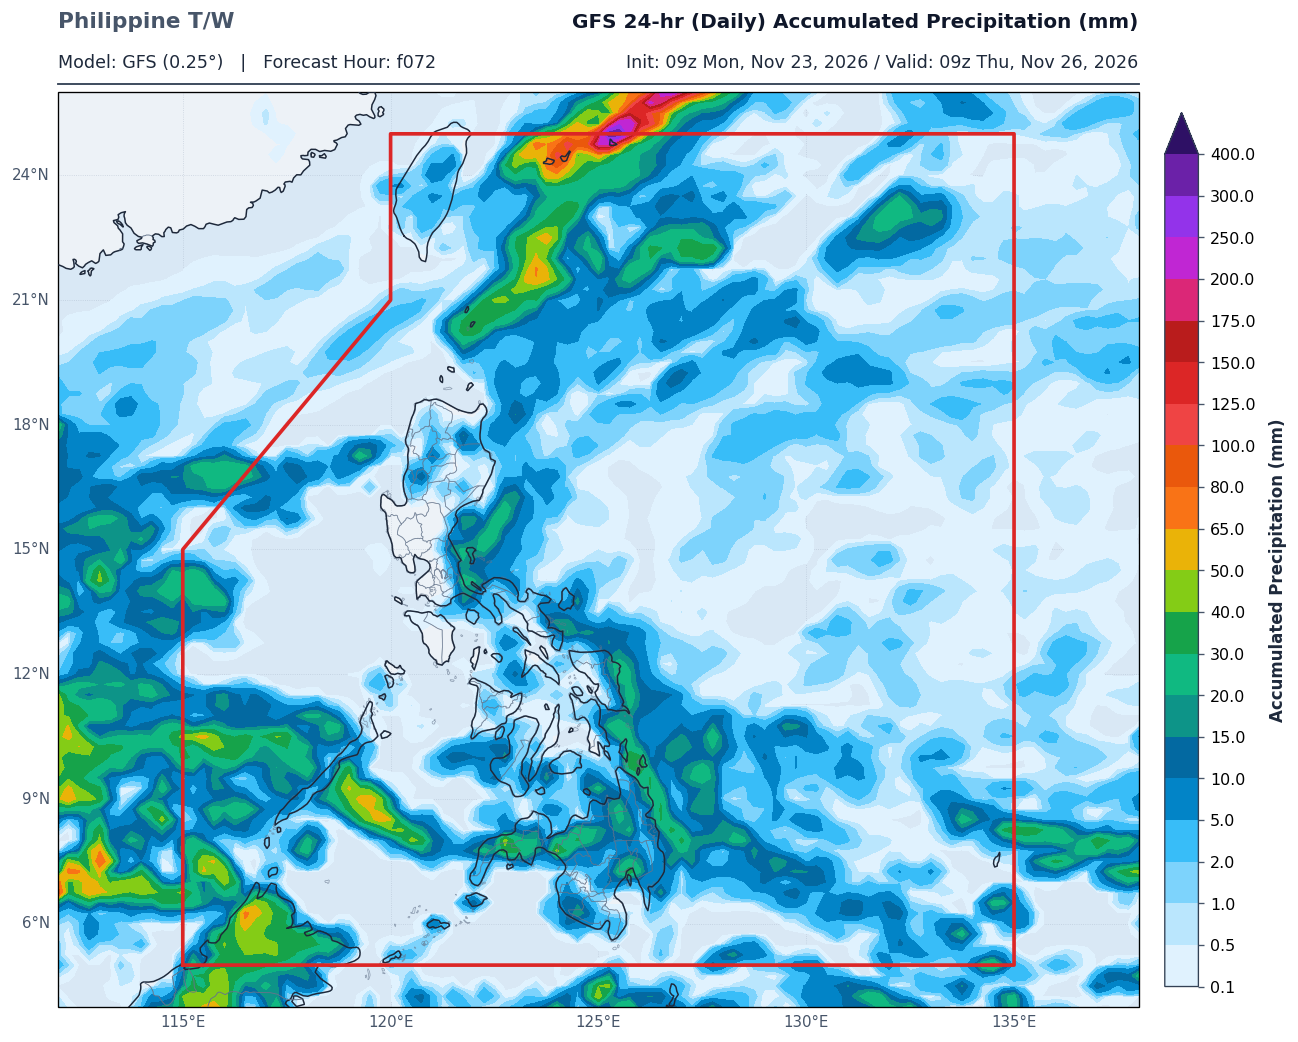 Philippine T/W
GFS 24-hr (Daily) Accumulated Precipitation (mm)
Model: GFS (0.25°)   |   Forecast Hour: f072
Init: 09z Mon, Nov 23, 2026 / Valid: 09z Thu, Nov 26, 2026
24°N
21°N
18°N
15°N
12°N
9°N
6°N
115°E
120°E
125°E
130°E
135°E
400.0
300.0
250.0
200.0
175.0
150.0
125.0
100.0
80.0
65.0
50.0
40.0
30.0
20.0
15.0
10.0
5.0
2.0
1.0
0.5
0.1
Accumulated Precipitation (mm)